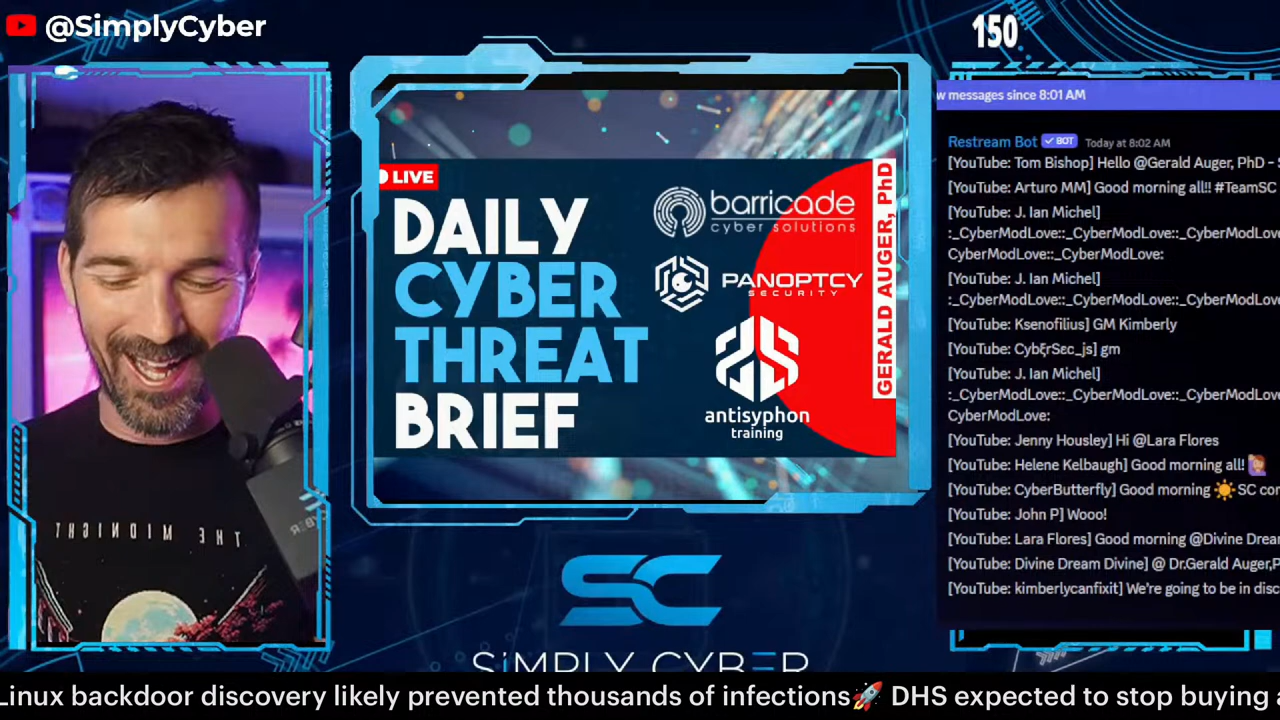 @SimplyCyber
150
w messages since 8:01 AM
LIVE
DAILY
CYBER
THREAT
BRIEF
barricade
cyber solutions
PANOPTCY
SECURITY
antisyphon
training
GERALD AUGER, PhD
Restream Bot BOT Today at 8:02 AM
[YouTube: Tom Bishop] Hello @Gerald Auger, PhD -
[YouTube: Arturo MM] Good morning all!! #TeamSC
[YouTube: J. Ian Michel]
:_CyberModLove::_CyberModLove::_CyberModLove
CyberModLove::_CyberModLove:
[YouTube: J. Ian Michel]
:_CyberModLove::_CyberModLove::_CyberModLove
[YouTube: Ksenofilius] GM Kimberly
[YouTube: CybξrSεc_js] gm
[YouTube: J. Ian Michel]
:_CyberModLove::_CyberModLove::_CyberModLove
CyberModLove:
[YouTube: Jenny Housley] Hi @Lara Flores
[YouTube: Helene Kelbaugh] Good morning all! 🙋
[YouTube: CyberButterfly] Good morning ☀️ SC con
[YouTube: John P] Wooo!
[YouTube: Lara Flores] Good morning @Divine Drea
[YouTube: Divine Dream Divine] @ Dr.Gerald Auger,P
[YouTube: kimberlycanfixit] We're going to be in disc
THE MIDNIGHT
SC
SiMPLY CYBER
Linux backdoor discovery likely prevented thousands of infections🚀 DHS expected to stop buying